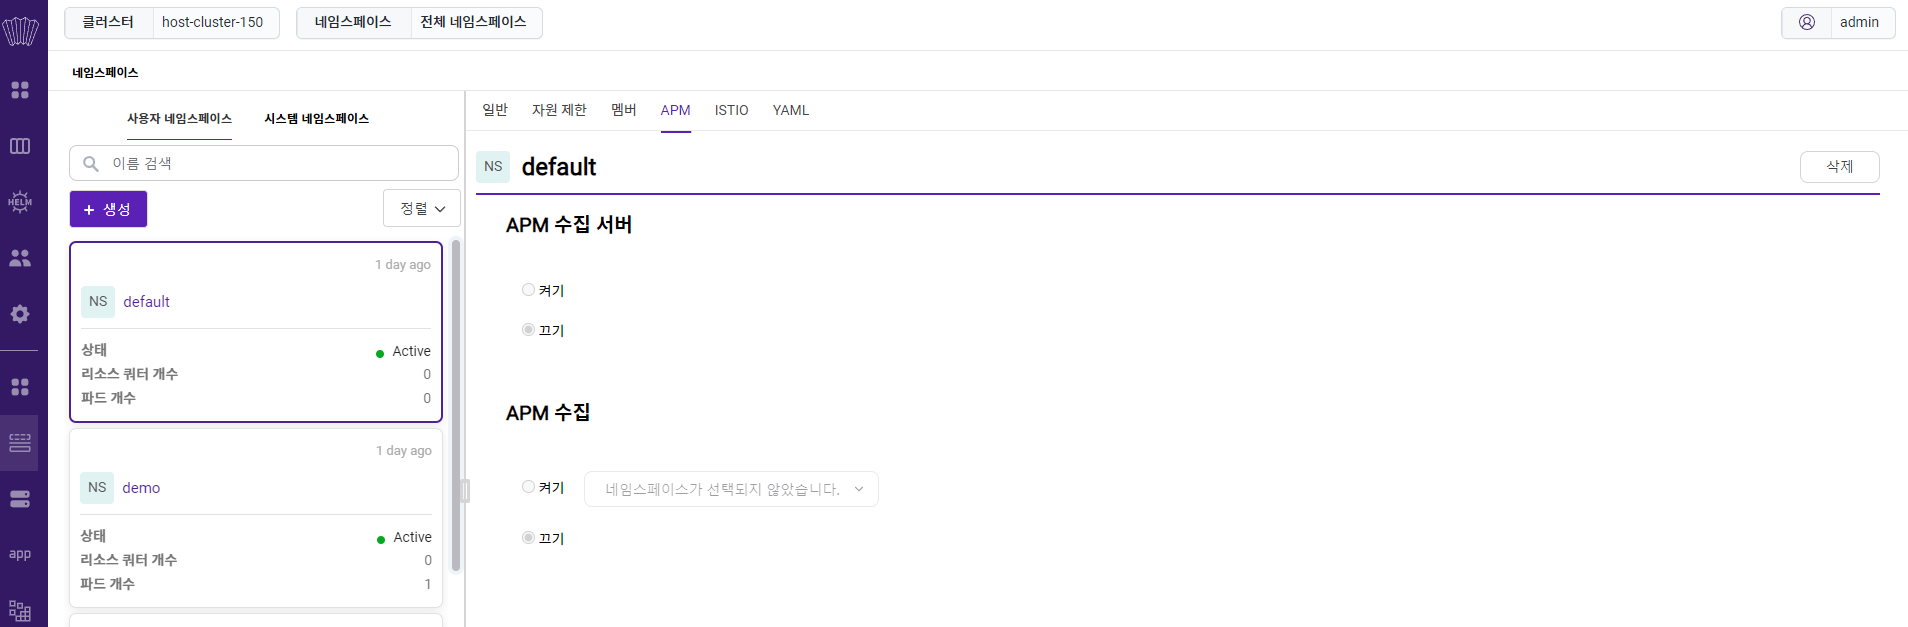 클러스터 host-cluster-150 네임스페이스 전체 네임스페이스 admin
네임스페이스
사용자 네임스페이스 시스템 네임스페이스
이름 검색
+ 생성 정렬
1 day ago
NS default
상태 Active
리소스 쿼터 개수 0
파드 개수 0
1 day ago
NS demo
상태 Active
리소스 쿼터 개수 0
파드 개수 1
일반 자원 제한 멤버 APM ISTIO YAML
NS default 삭제
APM 수집 서버
켜기
끄기
APM 수집
켜기 네임스페이스가 선택되지 않았습니다.
끄기
HELM
app